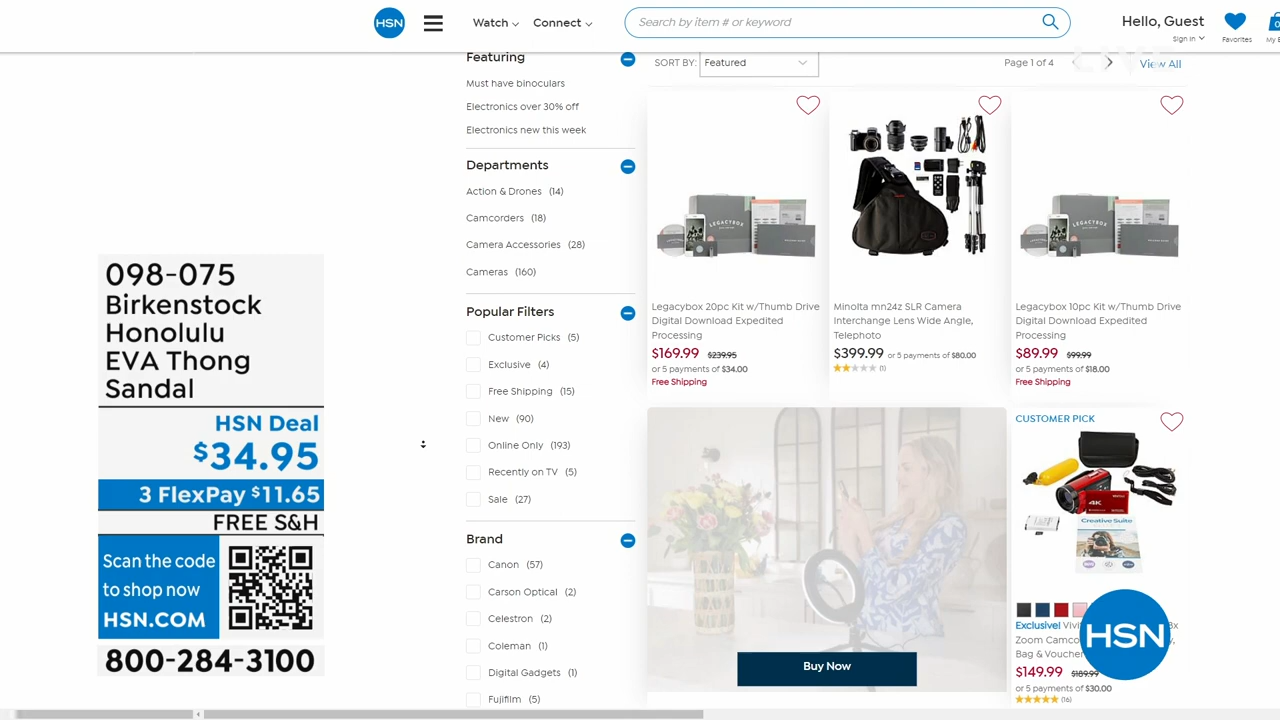 HSN
Watch
Connect
Search by item # or keyword
Hello, Guest
Sign In
Favorites
0
Featuring
SORT BY:
Featured
Page 1 of 4
View All
Must have binoculars
Electronics over 30% off
Electronics new this week
Departments
Action & Drones (14)
Camcorders (18)
Camera Accessories (28)
Cameras (160)
Popular Filters
Customer Picks (5)
Exclusive (4)
Free Shipping (15)
New (90)
Online Only (193)
Recently on TV (5)
Sale (27)
Brand
Canon (57)
Carson Optical (2)
Celestron (2)
Coleman (1)
Digital Gadgets (1)
Fujifilm (5)
LEGACYBOX
Legacybox 20pc Kit w/Thumb Drive
Digital Download Expedited
Processing
$169.99 $239.95
or 5 payments of $34.00
Free Shipping
Minolta mn24z SLR Camera
Interchange Lens Wide Angle,
Telephoto
$399.99 or 5 payments of $80.00
(1)
LEGACYBOX
Legacybox 10pc Kit w/Thumb Drive
Digital Download Expedited
Processing
$89.99 $99.99
or 5 payments of $18.00
Free Shipping
Buy Now
CUSTOMER PICK
4K
Creative Suite
Exclusive!
Zoom
Bag & Voucher
$149.99 $189.99
or 5 payments of $30.00
(16)
HSN
098-075
Birkenstock
Honolulu
EVA Thong
Sandal
HSN Deal
$34.95
3 FlexPay $11.65
FREE S&H
Scan the code
to shop now
HSN.COM
800-284-3100